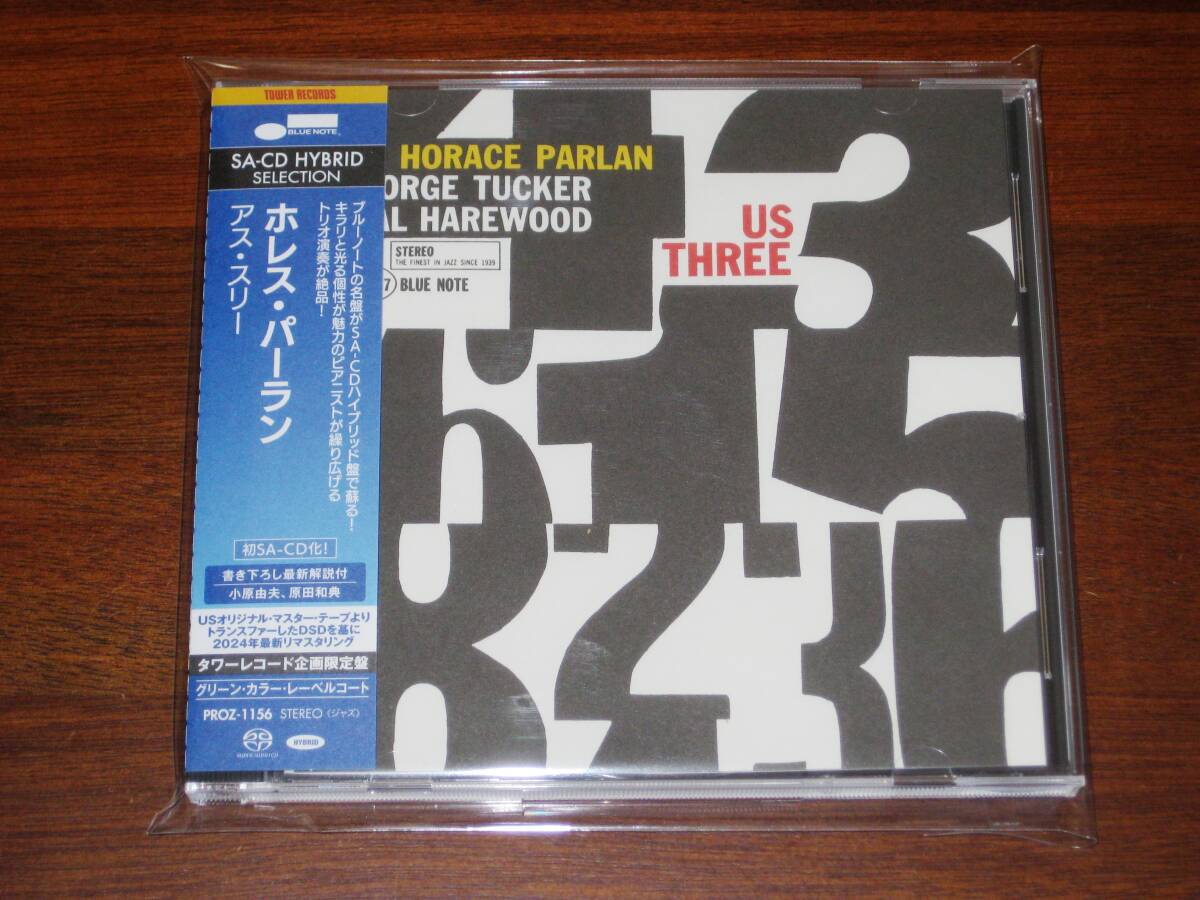 TOWER RECORDS
BLUE NOTE
SA-CD HYBRID
SELECTION
ホレス・パーラン
アス・スリー
ブルーノートの名盤がSA-CDハイブリッド盤で蘇る！
キラリと光る個性が魅力のピアニストが繰り広げる
トリオ演奏が絶品！
初SA-CD化！
書き下ろし最新解説付
小原由夫、原田和典
USオリジナル・マスター・テープより
トランスファーしたDSDを基に
2024年最新リマスタリング
タワーレコード企画限定盤
グリーン・カラー・レーベルコート
PROZ-1156 STEREO (ジャズ)
SUPER AUDIO CD
HYBRID
HORACE PARLAN
ORGE TUCKER
AL HAREWOOD
STEREO
THE FINEST IN JAZZ SINCE 1939
7 BLUE NOTE
US
THREE